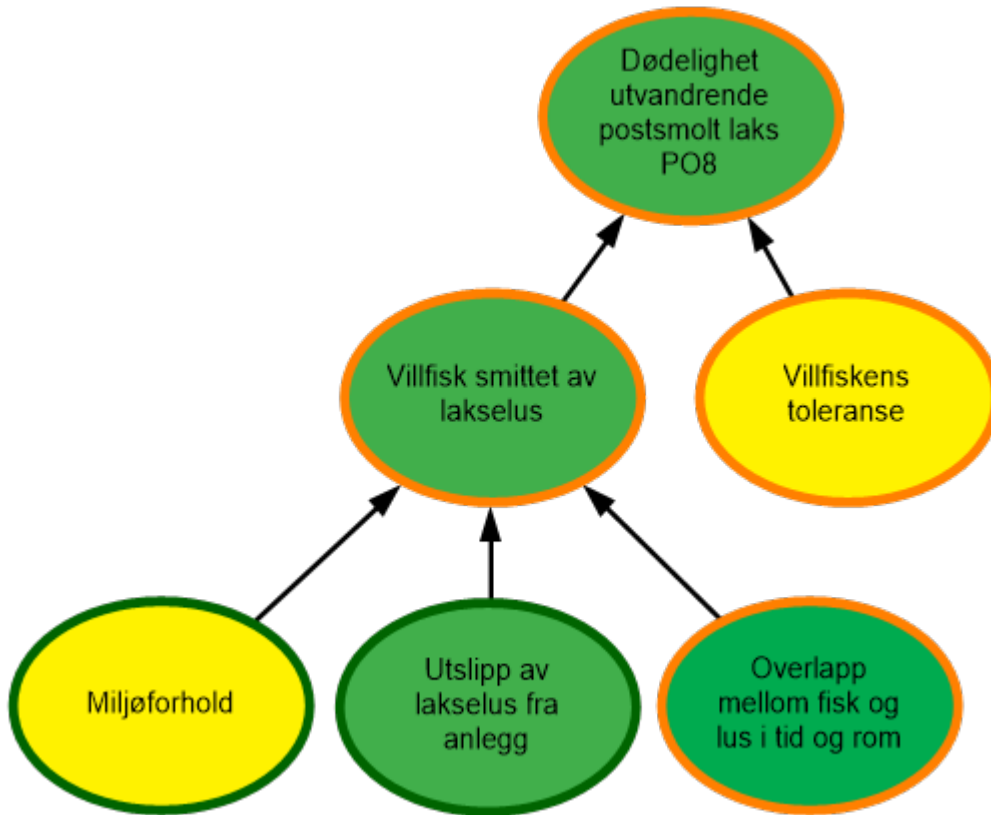 Dødelighet
utvandrende
postsmolt laks
PO8
Villfisk smittet av
lakselus
Villfiskens
toleranse
Miljøforhold
Utslipp av
lakselus fra
anlegg
Overlapp
mellom fisk og
lus i tid og rom